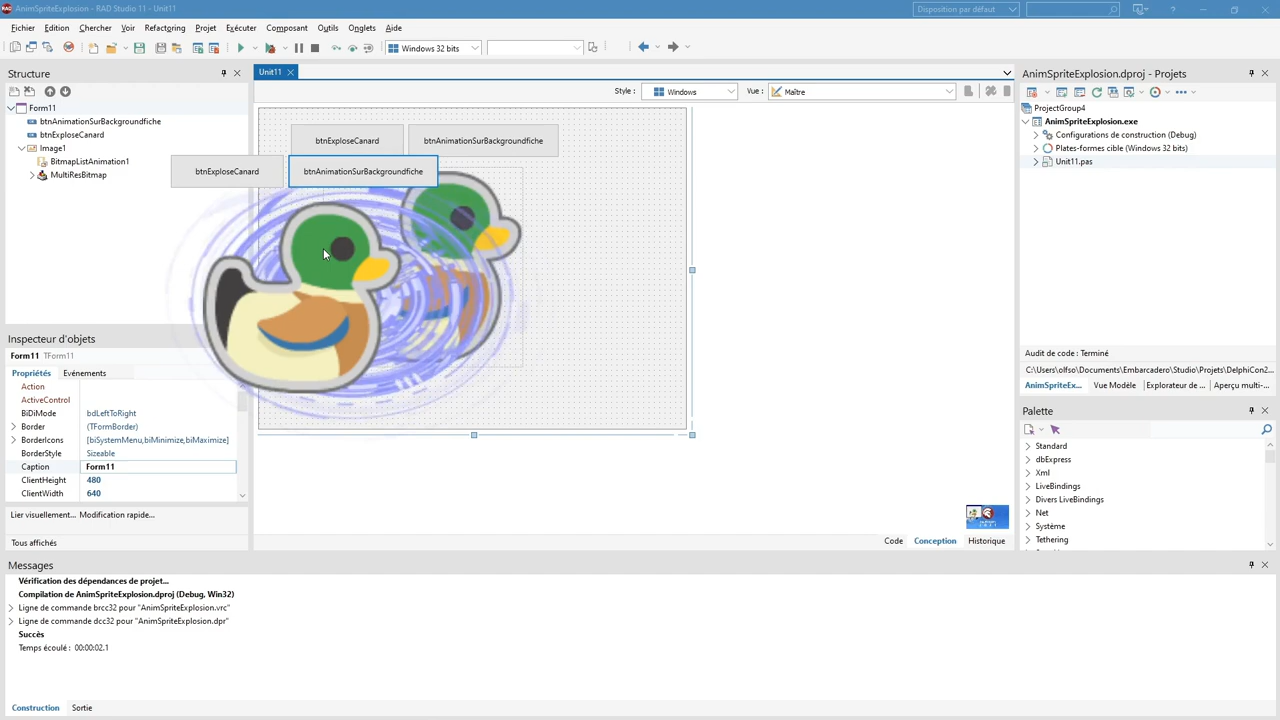 AnimSpriteExplosion - RAD Studio 11 - Unit11
Disposition par défaut
Fichier Edition Chercher Voir Refactoring Projet Exécuter Composant Outils Onglets Aide
Windows 32 bits
Structure
Form11
btnAnimationSurBackgroundfiche
btnExploseCanard
Image1
BitmapListAnimation1
MultiResBitmap
Inspecteur d'objets
Form11 TForm11
Propriétés Evénements
Action
ActiveControl
BiDiMode bdLeftToRight
Border (TFormBorder)
BorderIcons [biSystemMenu,biMinimize,biMaximize]
BorderStyle Sizeable
Caption Form11
ClientHeight 480
ClientWidth 640
Lier visuellement... Modification rapide...
Tous affichés
Unit11
Style : Windows Vue : Maître
btnExploseCanard btnAnimationSurBackgroundfiche
btnExploseCanard btnAnimationSurBackgroundfiche
Code Conception Historique
AnimSpriteExplosion.dproj - Projets
ProjectGroup4
AnimSpriteExplosion.exe
Configurations de construction (Debug)
Plates-formes cible (Windows 32 bits)
Unit11.pas
Audit de code : Terminé
C:\Users\olfso\Documents\Embarcadero\Studio\Projets\DelphiCon2...
AnimSpriteEx... Vue Modèle Explorateur de ... Aperçu multi-...
Palette
Standard
dbExpress
Xml
LiveBindings
Divers LiveBindings
Net
Système
Tethering
Messages
Vérification des dépendances de projet...
Compilation de AnimSpriteExplosion.dproj (Debug, Win32)
Ligne de commande brcc32 pour "AnimSpriteExplosion.vrc"
Ligne de commande dcc32 pour "AnimSpriteExplosion.dpr"
Succès
Temps écoulé : 00:00:02.1
Construction Sortie